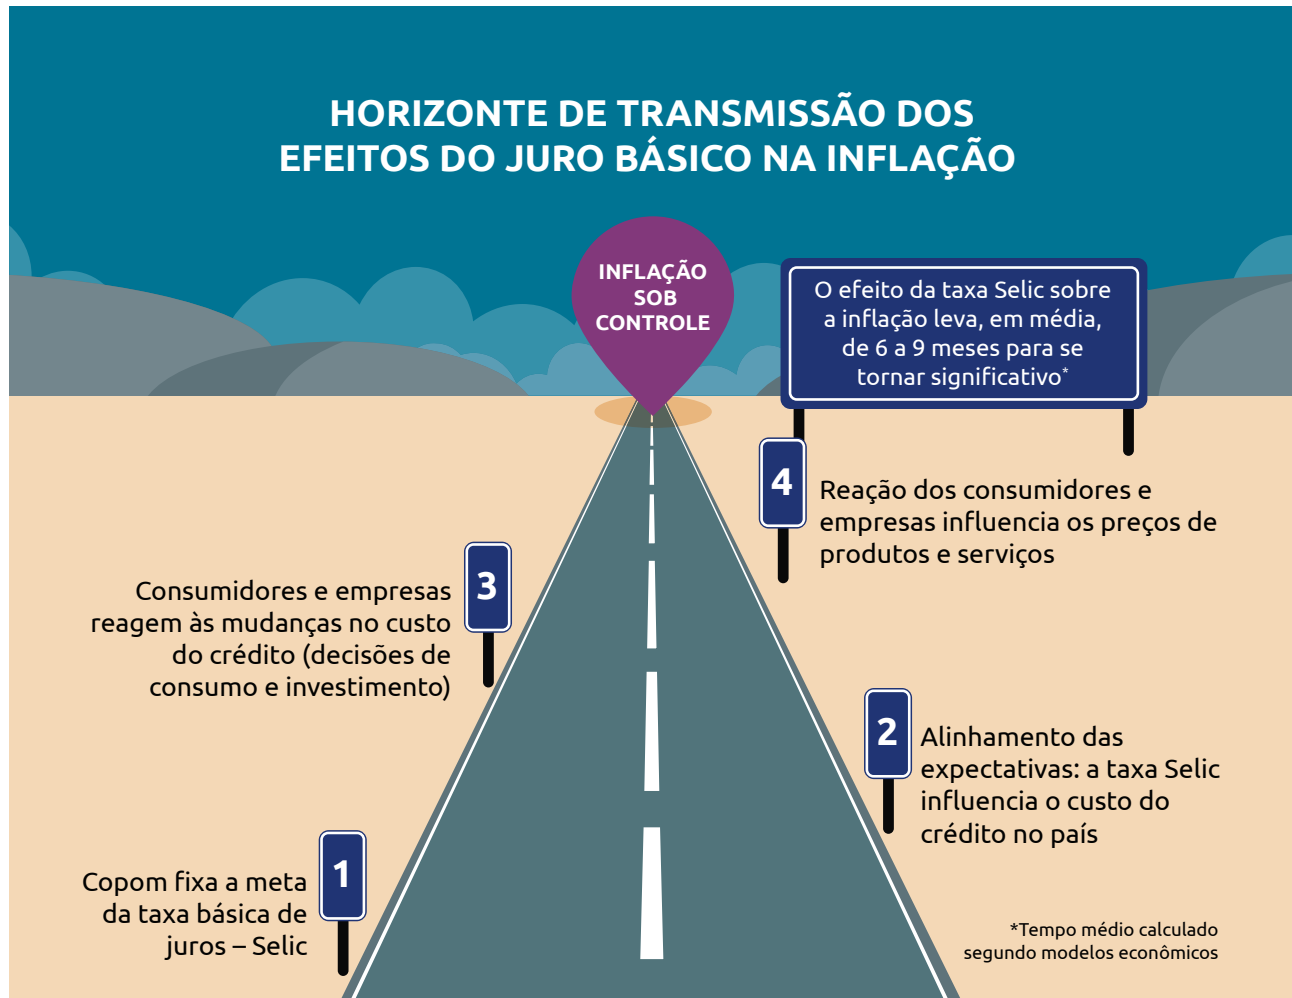 HORIZONTE DE TRANSMISSÃO DOS
EFEITOS DO JURO BÁSICO NA INFLAÇÃO
INFLAÇÃO
SOB
CONTROLE
O efeito da taxa Selic sobre
a inflação leva, em média,
de 6 a 9 meses para se
tornar significativo*
4
Reação dos consumidores e
empresas influencia os preços de
produtos e serviços
3
Consumidores e empresas
reagem às mudanças no custo
do crédito (decisões de
consumo e investimento)
2
Alinhamento das
expectativas: a taxa Selic
influencia o custo do
crédito no país
1
Copom fixa a meta
da taxa básica de
juros – Selic
*Tempo médio calculado
segundo modelos econômicos